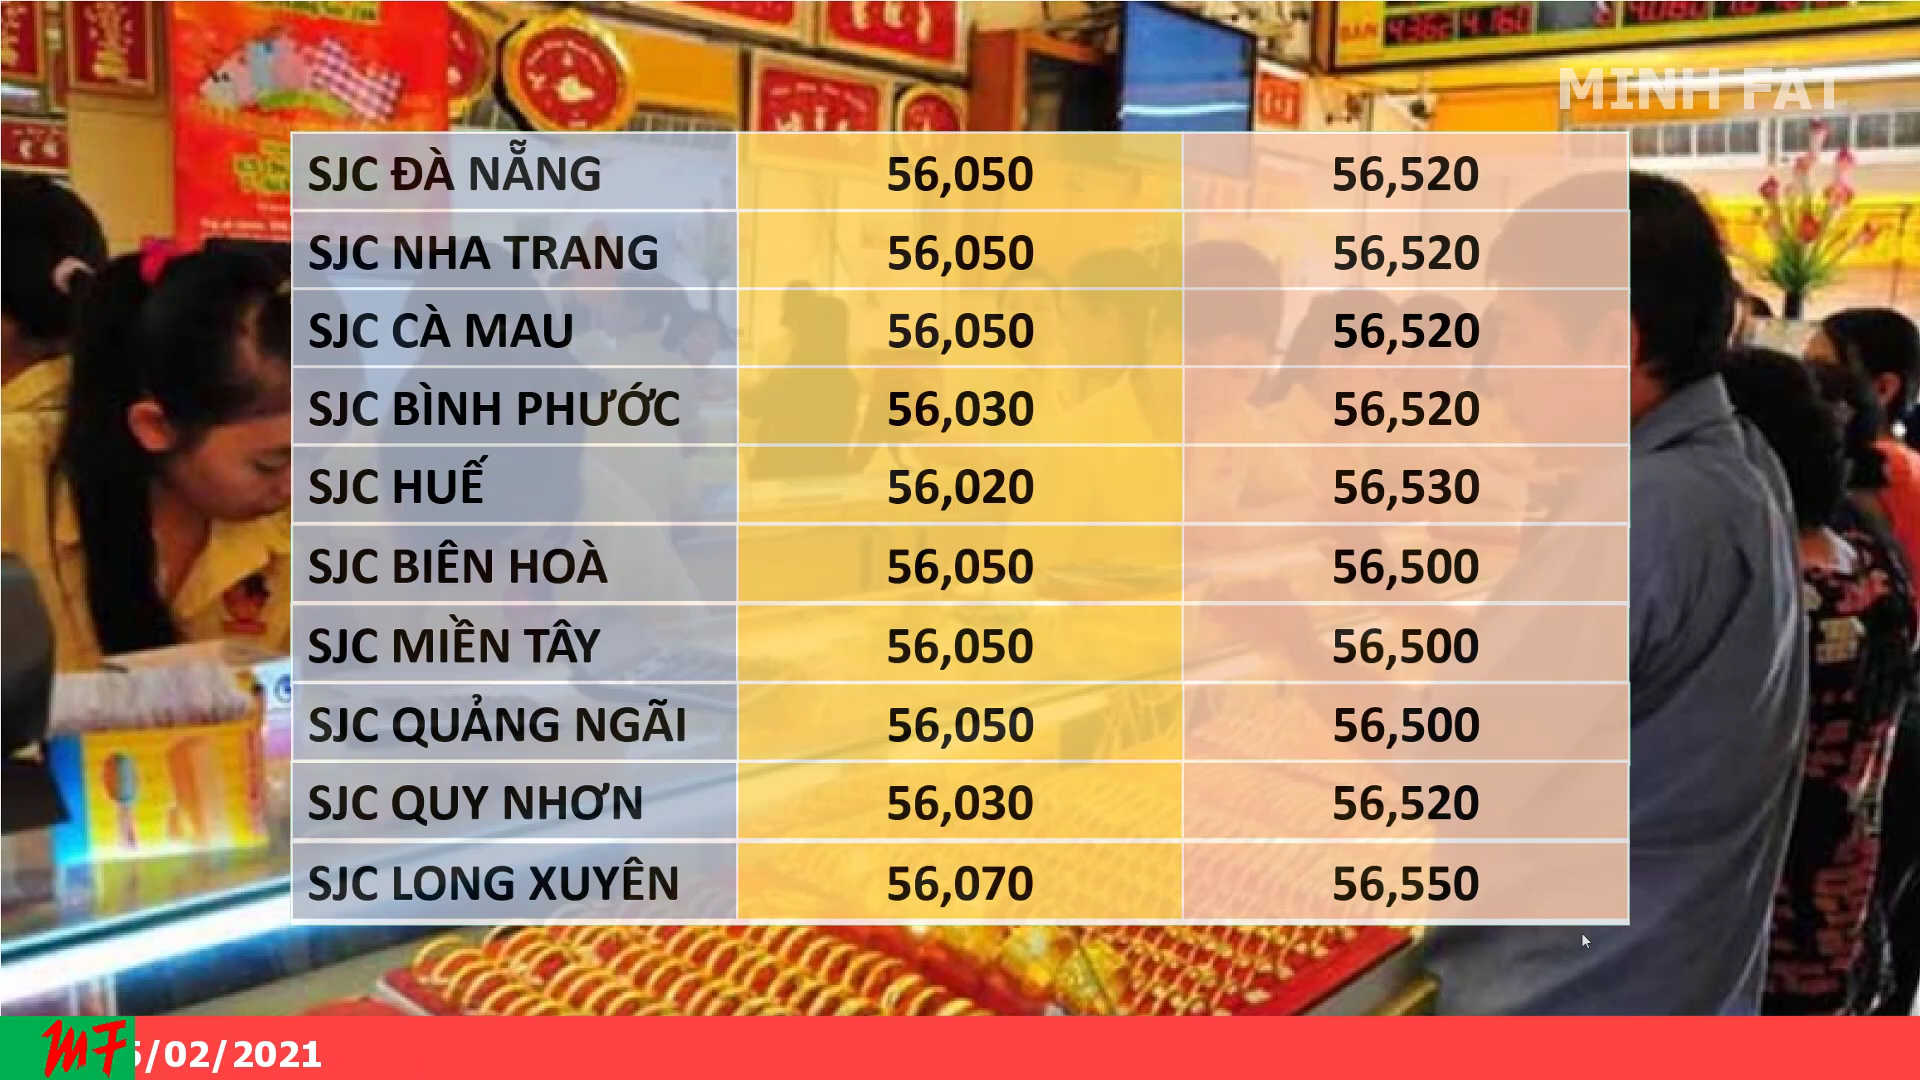 MINH FAT
SJC ĐÀ NẴNG 56,050 56,520
SJC NHA TRANG 56,050 56,520
SJC CÀ MAU 56,050 56,520
SJC BÌNH PHƯỚC 56,030 56,520
SJC HUẾ 56,020 56,530
SJC BIÊN HOÀ 56,050 56,500
SJC MIỀN TÂY 56,050 56,500
SJC QUẢNG NGÃI 56,050 56,500
SJC QUY NHƠN 56,030 56,520
SJC LONG XUYÊN 56,070 56,550
MF
5/02/2021